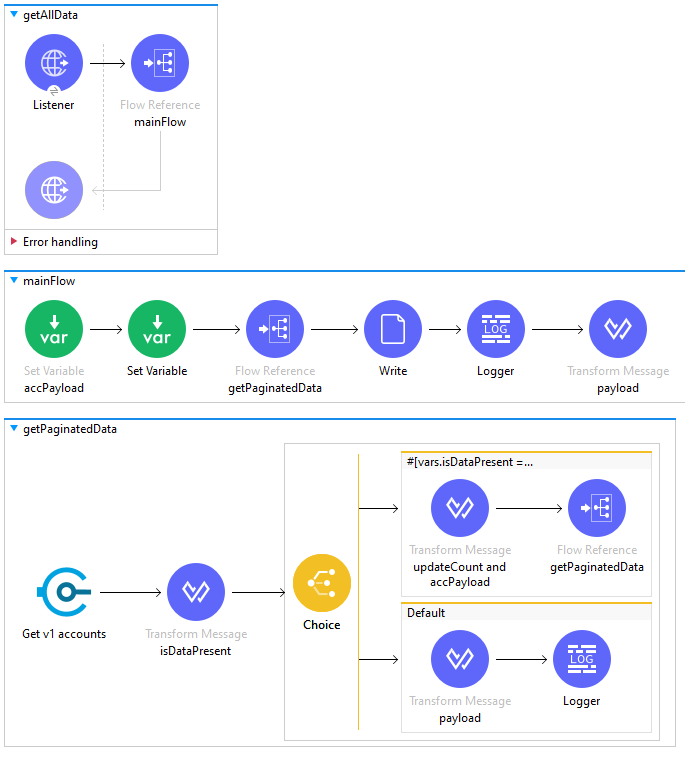 getAllData
Listener
Flow Reference
mainFlow
Error handling
mainFlow
var
Set Variable
accPayload
var
Set Variable
Flow Reference
getPaginatedData
Write
LOG
Logger
Transform Message
payload
getPaginatedData
Get v1 accounts
Transform Message
isDataPresent
Choice
#[vars.isDataPresent =...
Transform Message
updateCount and
accPayload
Flow Reference
getPaginatedData
Default
Transform Message
payload
LOG
Logger